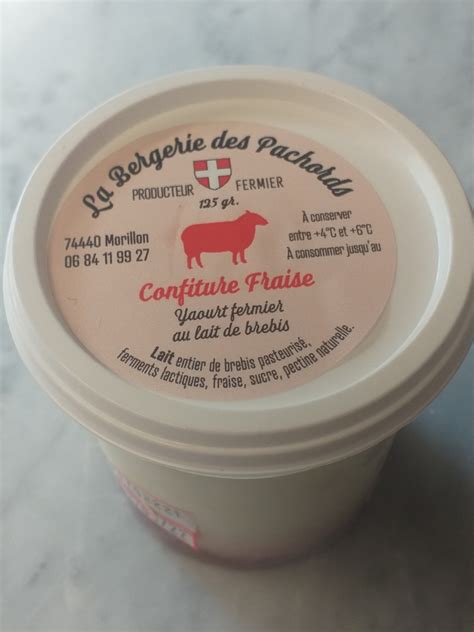 La Bergerie des Pachords
PRODUCTEUR FERMIER
125 gr.
74440 Morillon
06 84 11 99 27
À conserver
entre +4°C et +6°C
À consommer jusqu'au
Confiture Fraise
Yaourt fermier
au lait de brebis
Lait entier de brebis pasteurisé,
ferments lactiques, fraise, sucre, pectine naturelle.